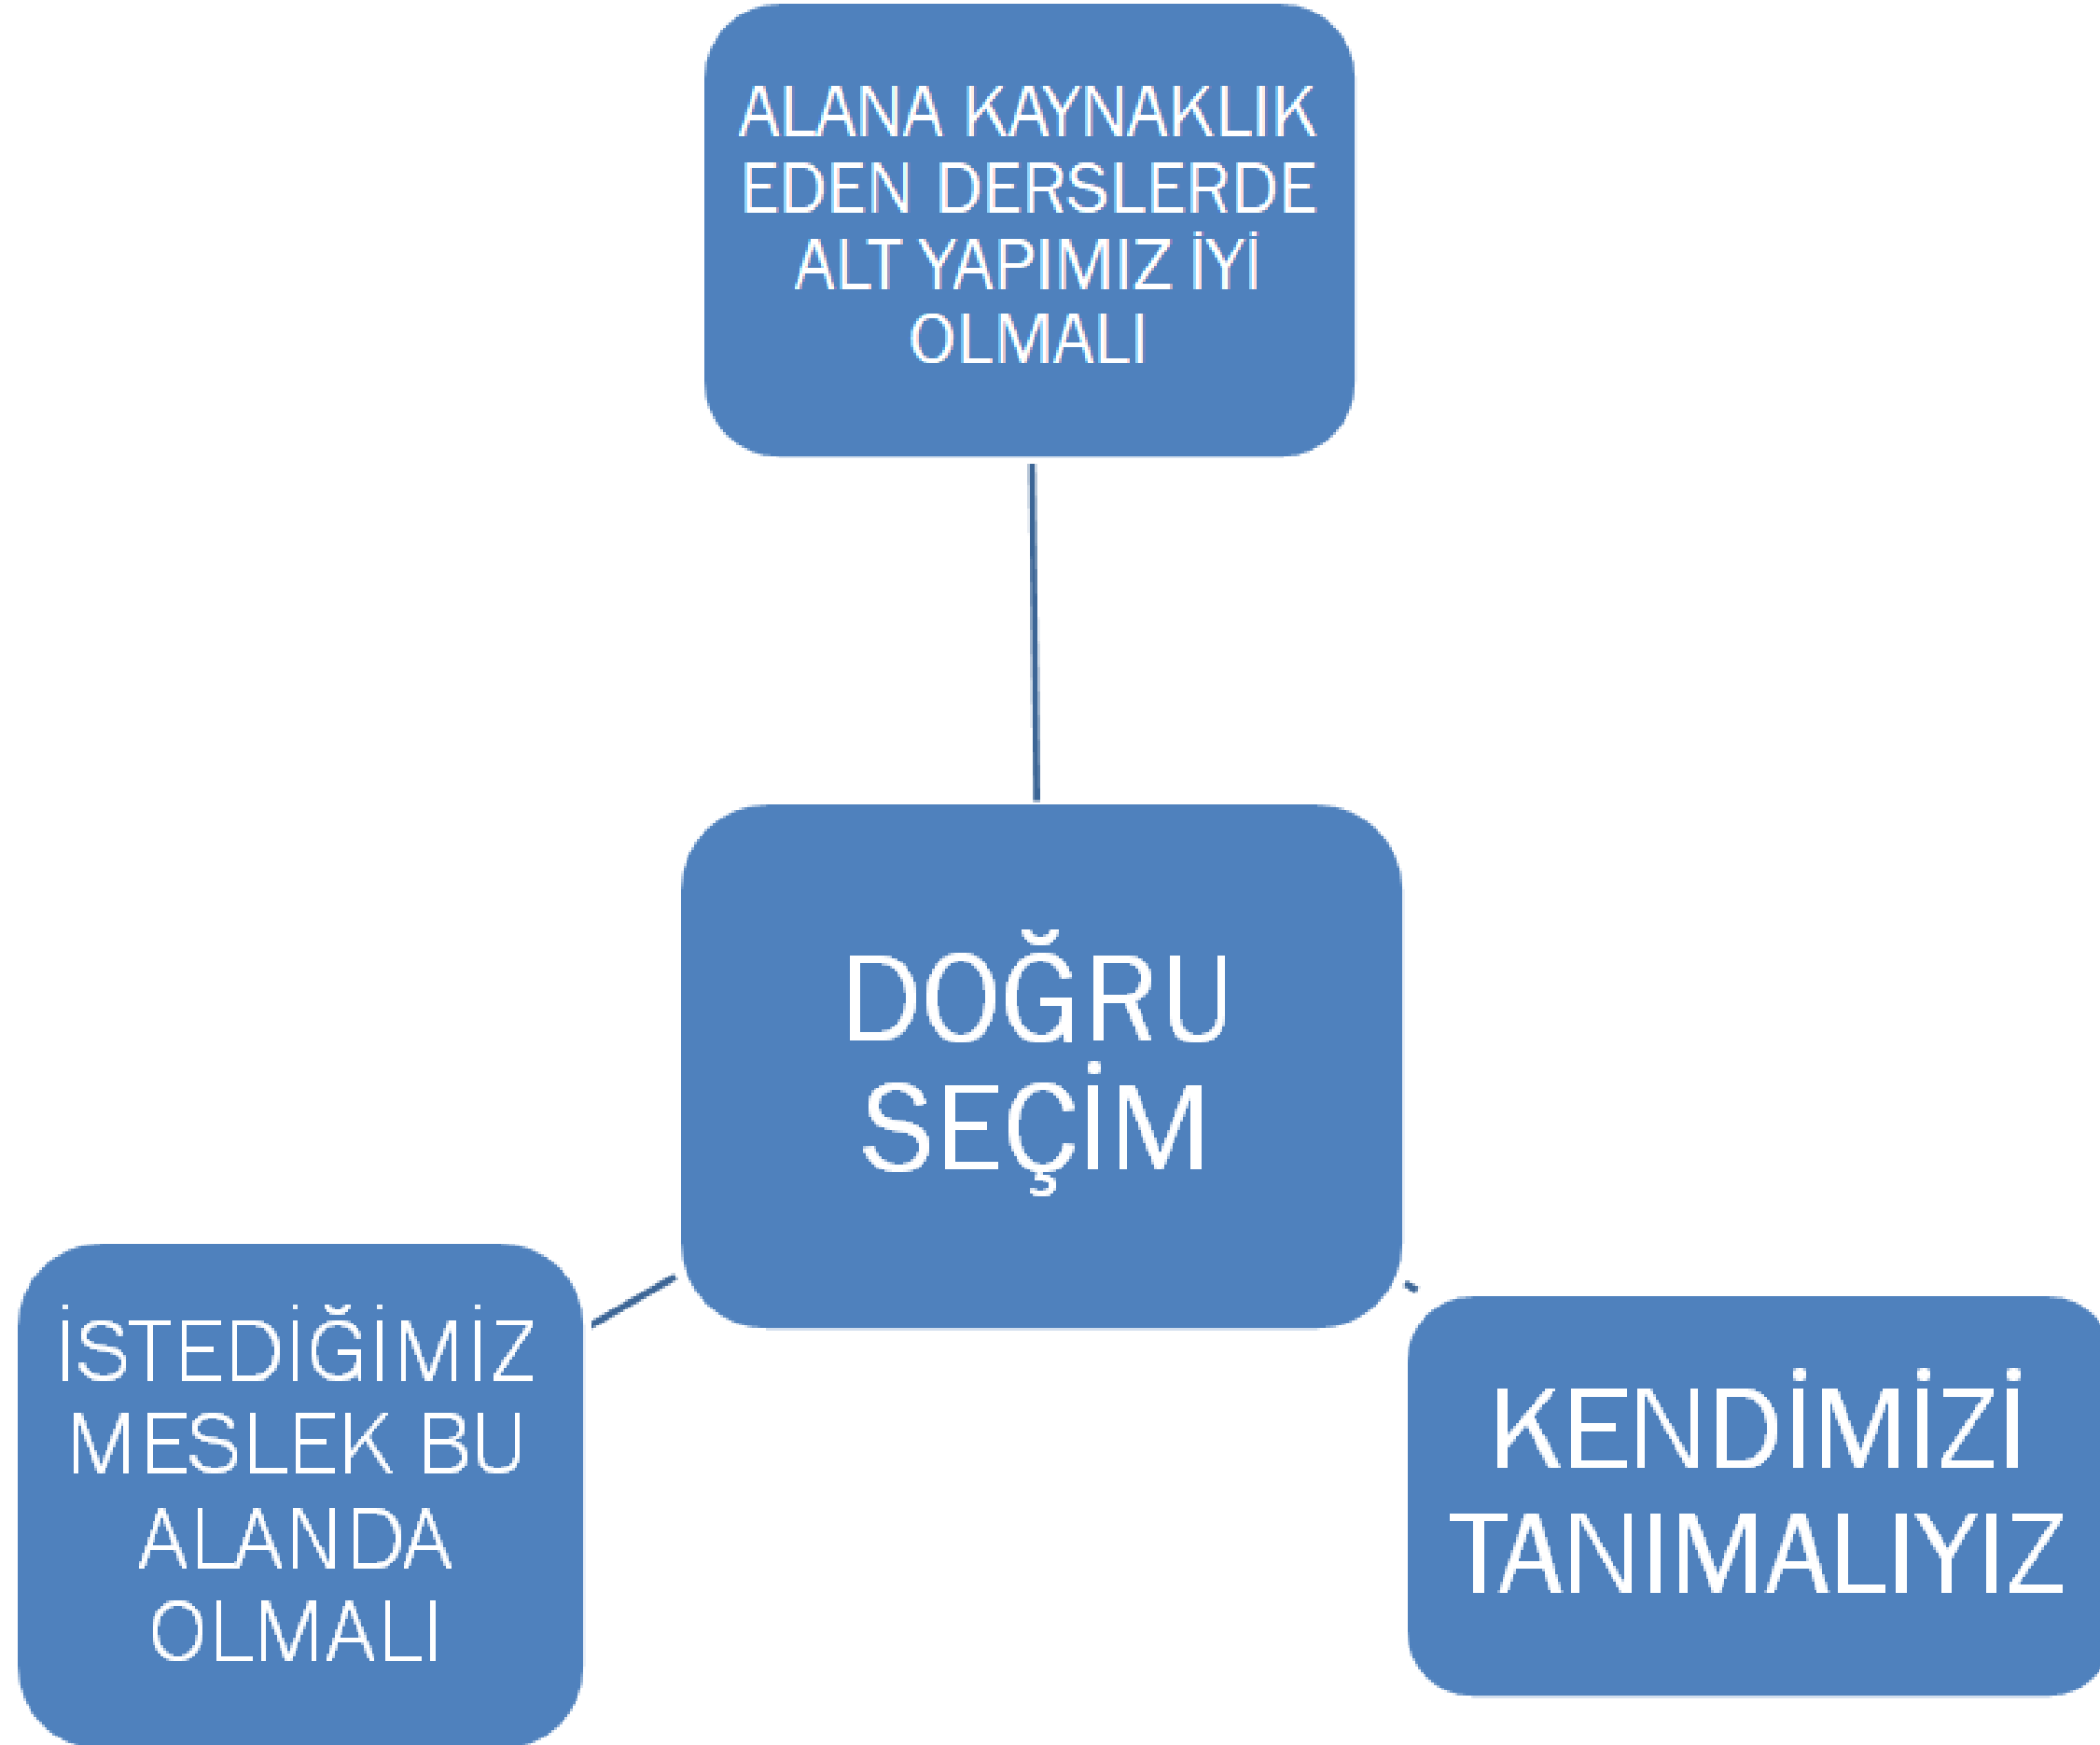 ALANA KAYNAKLIK
EDEN DERSLERDE
ALT YAPIMIZ İYİ
OLMALI
DOĞRU
SEÇİM
İSTEDİĞİMİZ
MESLEK BU
ALANDA
OLMALI
KENDİMİZİ
TANIMALIYIZ